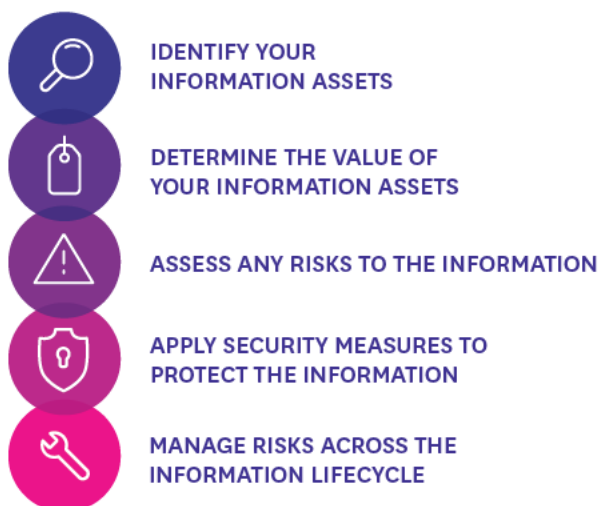 IDENTIFY YOUR
INFORMATION ASSETS
DETERMINE THE VALUE OF
YOUR INFORMATION ASSETS
ASSESS ANY RISKS TO THE INFORMATION
APPLY SECURITY MEASURES TO
PROTECT THE INFORMATION
MANAGE RISKS ACROSS THE
INFORMATION LIFECYCLE